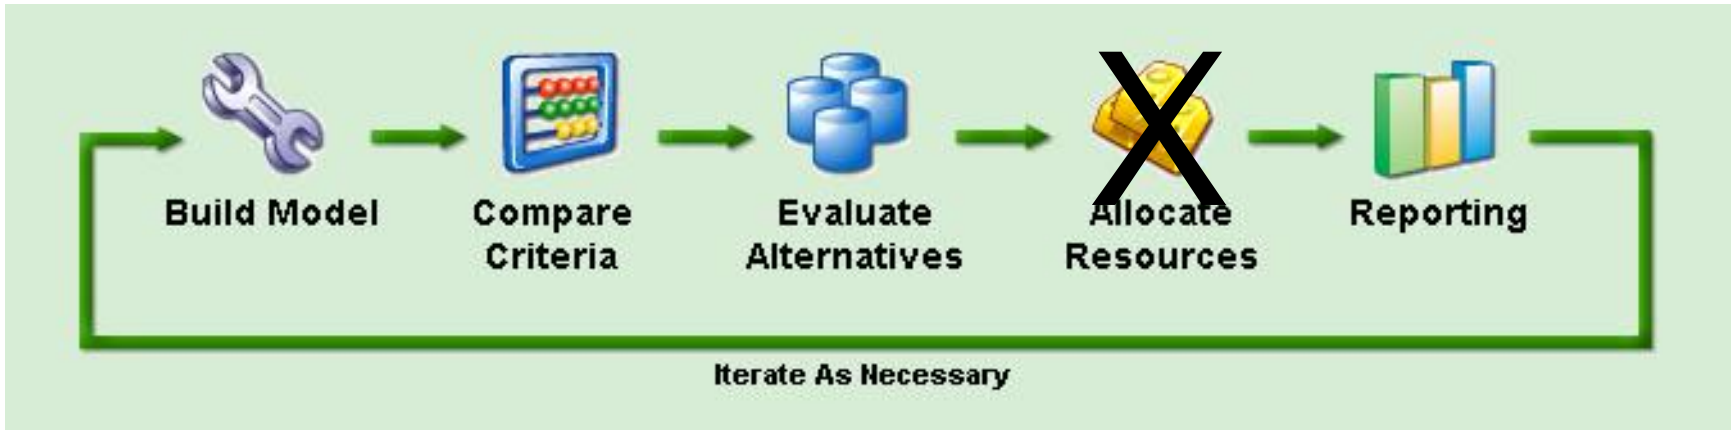 Build Model
Compare
Criteria
Evaluate
Alternatives
X
Allocate
Resources
Reporting
Iterate As Necessary